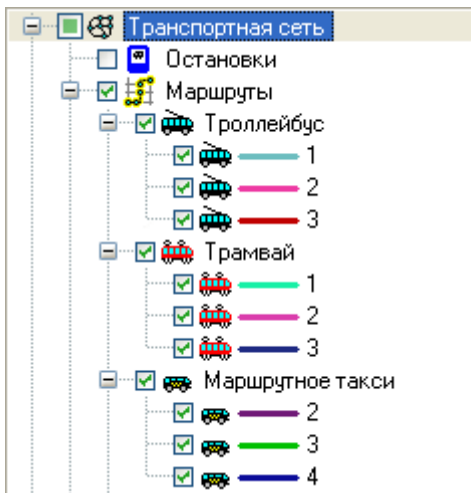 Транспортная сеть
Остановки
Маршруты
Троллейбус
1
2
3
Трамвай
1
2
3
Маршрутное такси
2
3
4